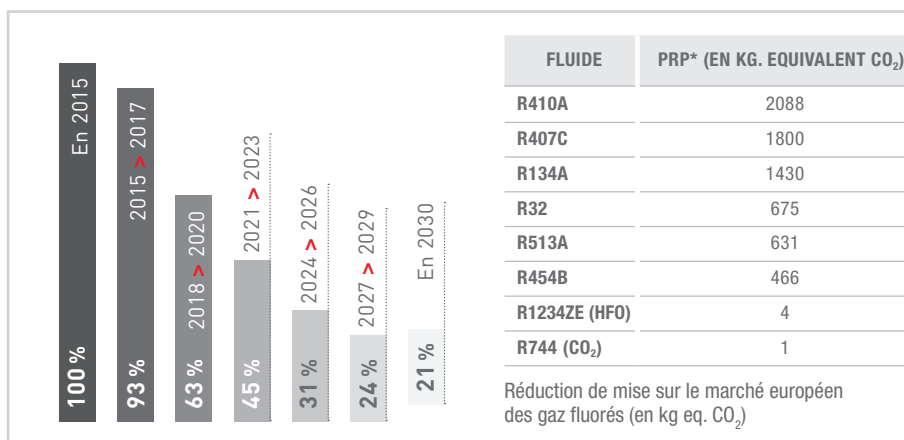 En 2015
100 %
2015 > 2017
93 %
2018 > 2020
63 %
2021 > 2023
45 %
2024 > 2026
31 %
2027 > 2029
24 %
En 2030
21 %
FLUIDE PRP* (EN KG. EQUIVALENT CO₂)
R410A 2088
R407C 1800
R134A 1430
R32 675
R513A 631
R454B 466
R1234ZE (HFO) 4
R744 (CO₂) 1
Réduction de mise sur le marché européen
des gaz fluorés (en kg eq. CO₂)